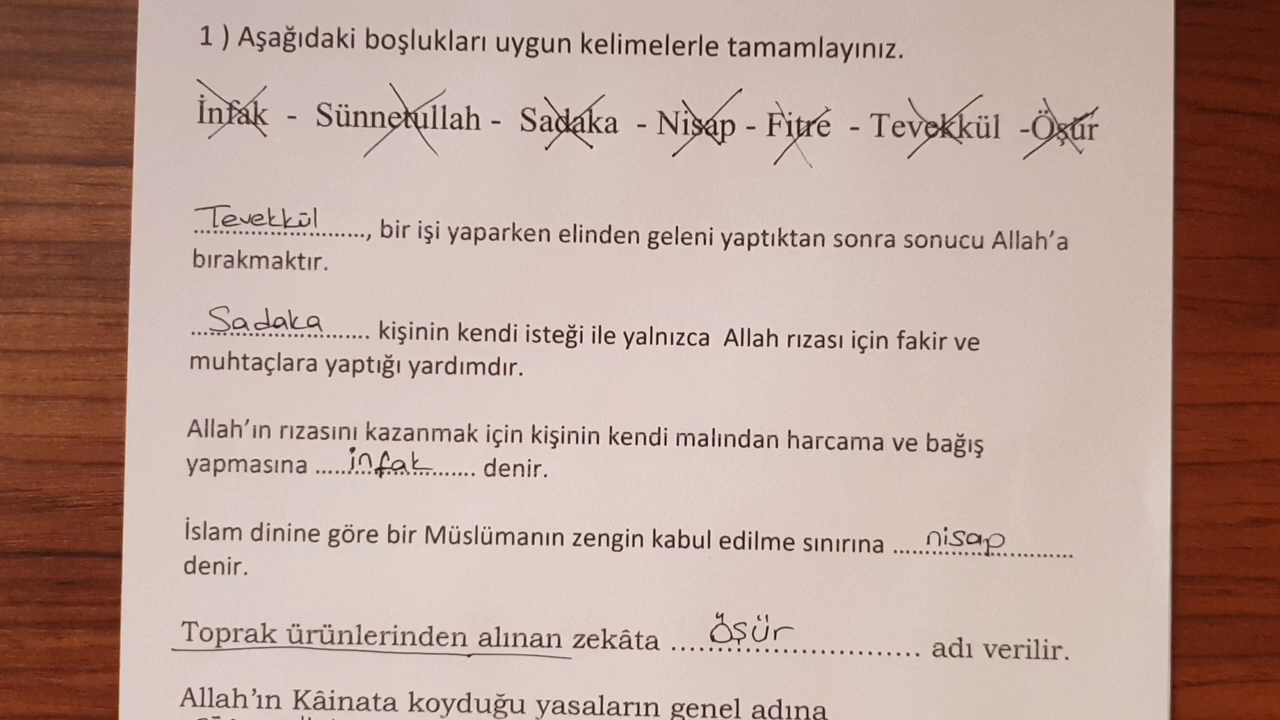 1 ) Aşağıdaki boşlukları uygun kelimelerle tamamlayınız.
İnfak - Sünnetullah - Sadaka - Nisap - Fitre - Tevekkül -Öşür
Tevekkül................., bir işi yaparken elinden geleni yaptıktan sonra sonucu Allah'a
bırakmaktır.
Sadaka................. kişinin kendi isteği ile yalnızca Allah rızası için fakir ve
muhtaçlara yaptığı yardımdır.
Allah'ın rızasını kazanmak için kişinin kendi malından harcama ve bağış
yapmasına ......infak....... denir.
İslam dinine göre bir Müslümanın zengin kabul edilme sınırına ....nisap..........
denir.
Toprak ürünlerinden alınan zekâta ....Öşür............ adı verilir.
Allah'ın Kâinata koyduğu yasaların genel adına